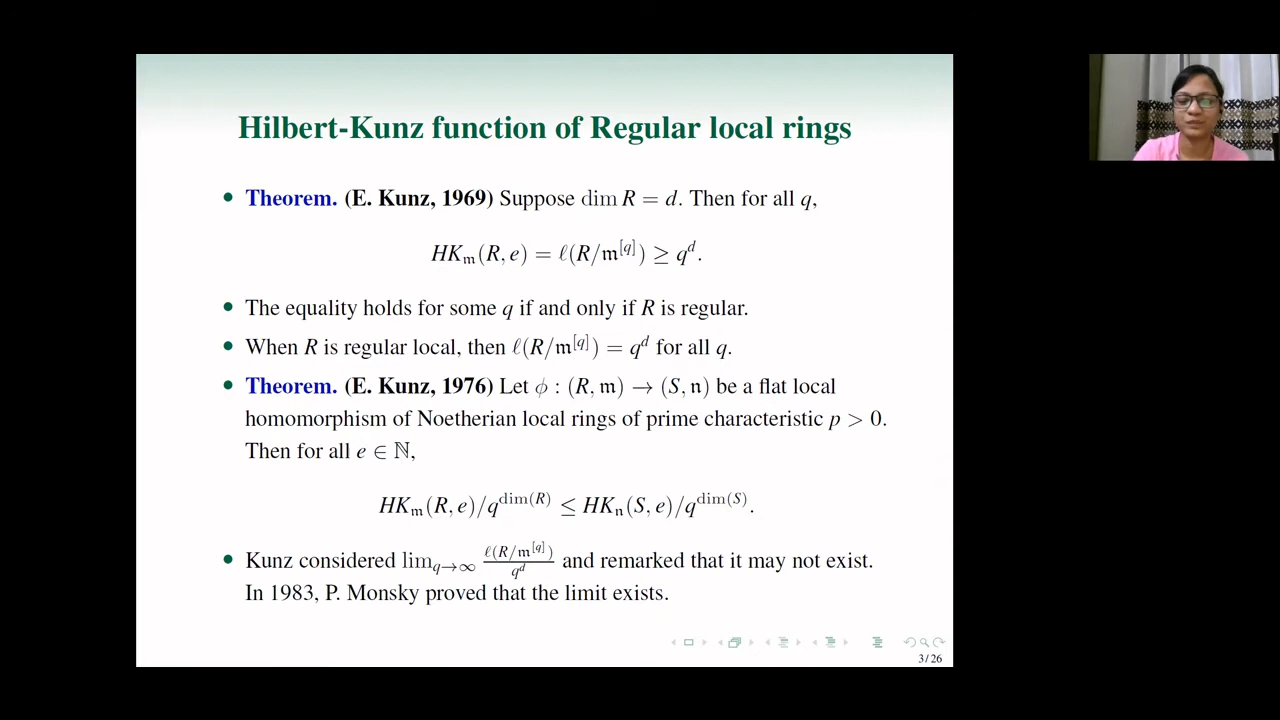 Hilbert-Kunz function of Regular local rings
• Theorem. (E. Kunz, 1969) Suppose dim R = d. Then for all q,
HK_𝔪(R, e) = ℓ(R/𝔪^[q]) ≥ q^d.
• The equality holds for some q if and only if R is regular.
• When R is regular local, then ℓ(R/𝔪^[q]) = q^d for all q.
• Theorem. (E. Kunz, 1976) Let ϕ : (R, 𝔪) → (S, 𝔫) be a flat local
homomorphism of Noetherian local rings of prime characteristic p > 0.
Then for all e ∈ ℕ,
HK_𝔪(R, e)/q^dim(R) ≤ HK_𝔫(S, e)/q^dim(S).
• Kunz considered lim_q→∞ ℓ(R/𝔪^[q])/q^d and remarked that it may not exist.
In 1983, P. Monsky proved that the limit exists.
3/26